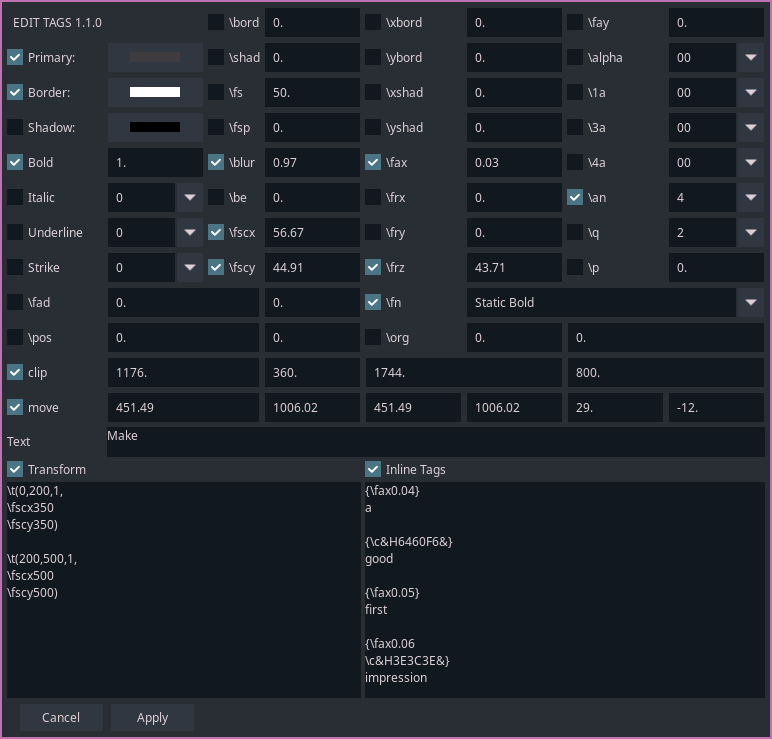 EDIT TAGS 1.1.0 \bord 0. \xbord 0. \fay 0.
Primary: \shad 0. \ybord 0. \alpha 00
Border: \fs 50. \xshad 0. \1a 00
Shadow: \fsp 0. \yshad 0. \3a 00
Bold 1. \blur 0.97 \fax 0.03 \4a 00
Italic 0 \be 0. \frx 0. \an 4
Underline 0 \fscx 56.67 \fry 0. \q 2
Strike 0 \fscy 44.91 \frz 43.71 \p 0.
\fad 0. 0. \fn Static Bold
\pos 0. 0. \org 0. 0.
clip 1176. 360. 1744. 800.
move 451.49 1006.02 451.49 1006.02 29. -12.
Text Make
Transform Inline Tags
\t(0,200,1,
\fscx350
\fscy350)
\t(200,500,1,
\fscx500
\fscy500)
{\fax0.04}
a
{\c&H6460F6&}
good
{\fax0.05}
first
{\fax0.06
\c&H3E3C3E&}
impression
Cancel Apply